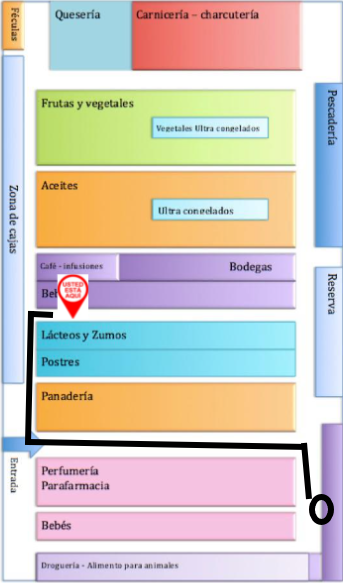 Féculas
Quesería
Carnicería – charcutería
Frutas y vegetales
Vegetales Ultra congelados
Pescadería
Aceites
Ultra congelados
Zona de cajas
Café - infusiones
Bodegas
Beb
USTED
ESTÁ
AQUÍ
Reserva
Lácteos y Zumos
Postres
Panadería
Entrada
Perfumería
Parafarmacia
Bebés
Droguería – Alimento para animales